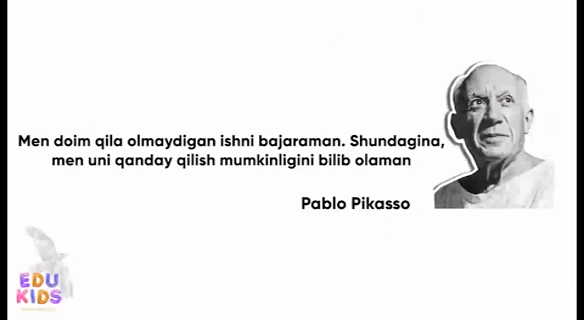 Men doim qila olmaydigan ishni bajaraman. Shundagina,
men uni qanday qilish mumkinligini bilib olaman
Pablo Pikasso
EDU
KIDS